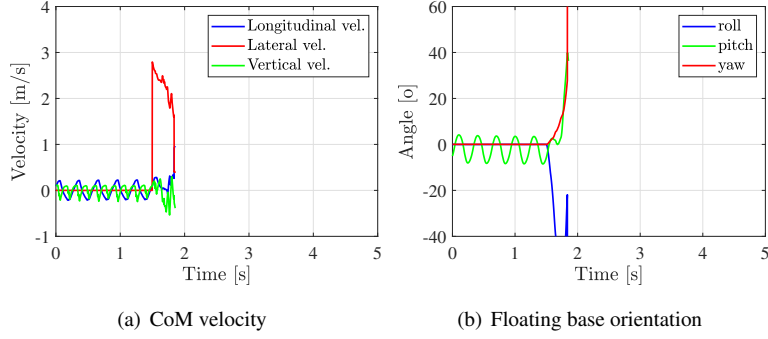 4
3
2
1
0
-1
Velocity [m/s]
Longitudinal vel.
Lateral vel.
Vertical vel.
0 1 2 3 4 5
Time [s]
(a) CoM velocity
60
40
20
0
-20
-40
Angle [o]
roll
pitch
yaw
0 1 2 3 4 5
Time [s]
(b) Floating base orientation